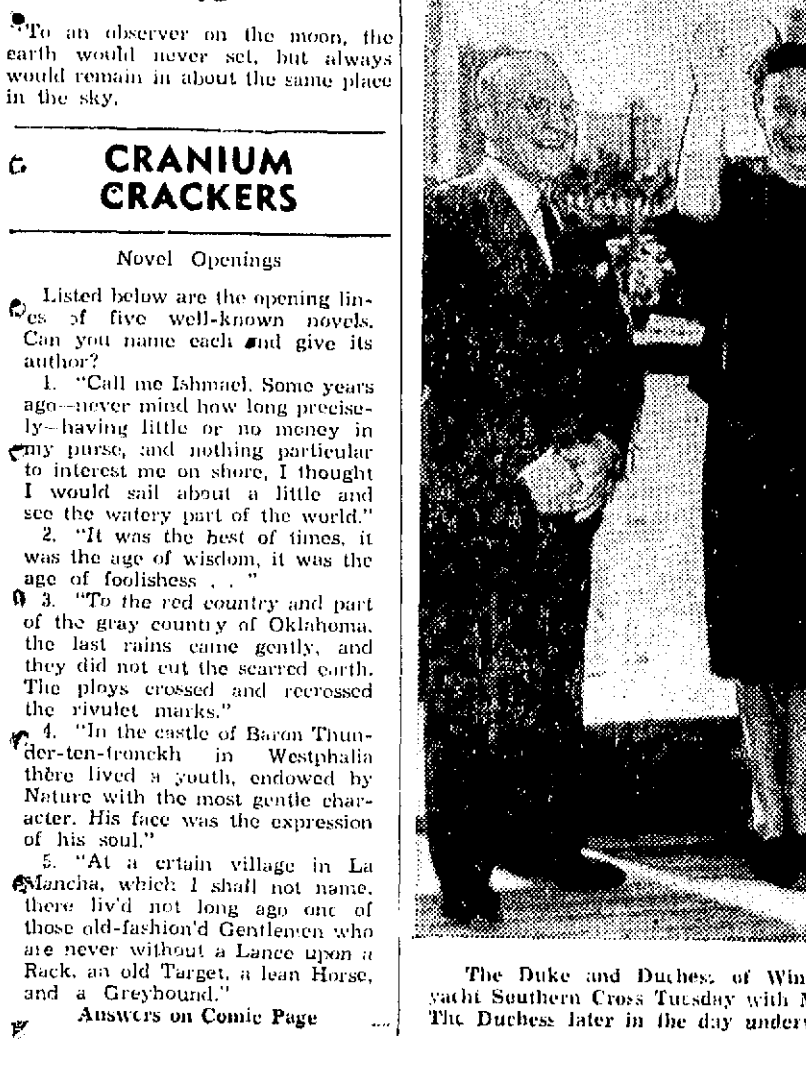 "To an observer on the moon, the
earth would never set, but always
would remain in about the same place
in the sky.
CRANIUM
CRACKERS
Novel Openings
Listed below are the opening lin-
es of five well-known novels.
Can you name each and give its
author?
1. "Call me Ishmael. Some years
ago—never mind how long precise-
ly—having little or no money in
my purse, and nothing particular
to interest me on shore, I thought
I would sail about a little and
see the watery part of the world."
2. "It was the best of times, it
was the age of wisdom, it was the
age of foolishess . . "
3. "To the red country and part
of the gray country of Oklahoma,
the last rains came gently, and
they did not cut the scarred earth.
The plows crossed and recrossed
the rivulet marks."
4. "In the castle of Baron Thun-
der-ten-tronckh in Westphalia
there lived a youth, endowed by
Nature with the most gentle char-
acter. His face was the expression
of his soul."
5. "At a ertain village in La
Mancha, which I shall not name,
there liv'd not long ago one of
those old-fashion'd Gentlemen who
are never without a Lance upon a
Rack, an old Target, a lean Horse,
and a Greyhound."
Answers on Comic Page
The Duke and Duchess of Win
yacht Southern Cross Tuesday with
The Duchess later in the day underw